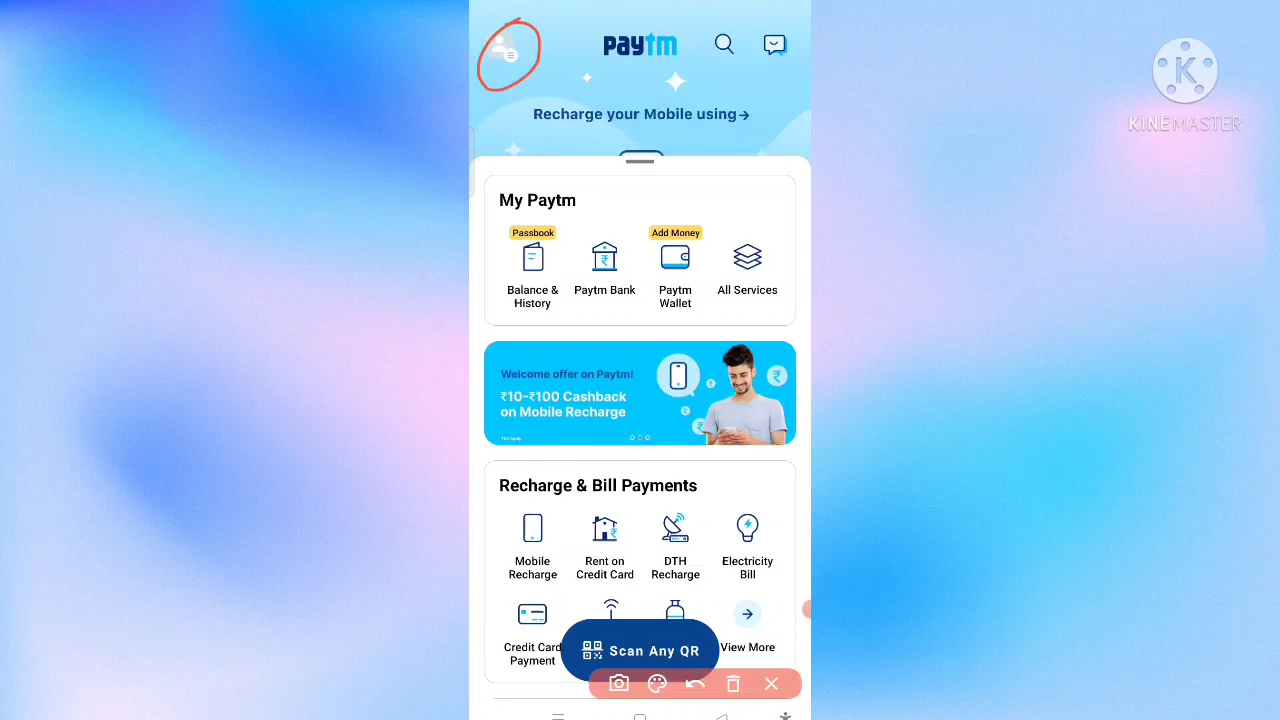 paytm
Recharge your Mobile using→
KINEMASTER
My Paytm
Passbook
Add Money
Balance &
History
Paytm Bank
Paytm
Wallet
All Services
Welcome offer on Paytm!
₹10-₹100 Cashback
on Mobile Recharge
T&C Apply
Recharge & Bill Payments
Mobile
Recharge
Rent on
Credit Card
DTH
Recharge
Electricity
Bill
Credit Card
Payment
View More
Scan Any QR